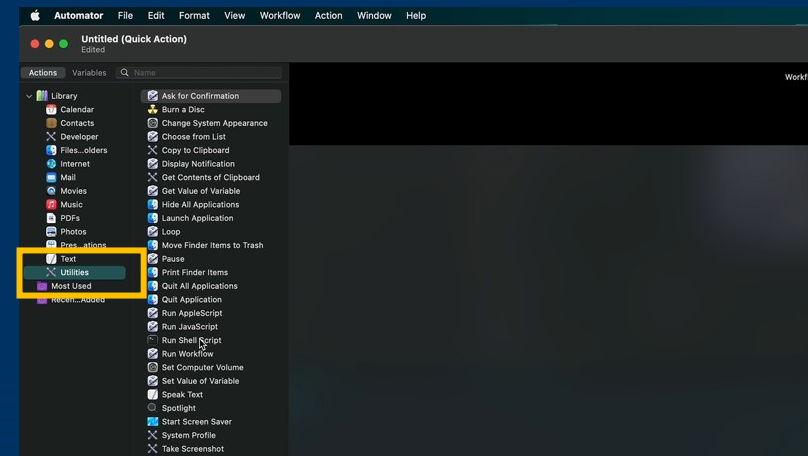 Automator File Edit Format View Workflow Action Window Help
Untitled (Quick Action)
Edited
Actions Variables Name
Library
Calendar
Contacts
Developer
Files...olders
Internet
Mail
Movies
Music
PDFs
Photos
Pres...ations
Text
Utilities
Most Used
Recen...Added
Ask for Confirmation
Burn a Disc
Change System Appearance
Choose from List
Copy to Clipboard
Display Notification
Get Contents of Clipboard
Get Value of Variable
Hide All Applications
Launch Application
Loop
Move Finder Items to Trash
Pause
Print Finder Items
Quit All Applications
Quit Application
Run AppleScript
Run JavaScript
Run Shell Script
Run Workflow
Set Computer Volume
Set Value of Variable
Speak Text
Spotlight
Start Screen Saver
System Profile
Take Screenshot
Workf